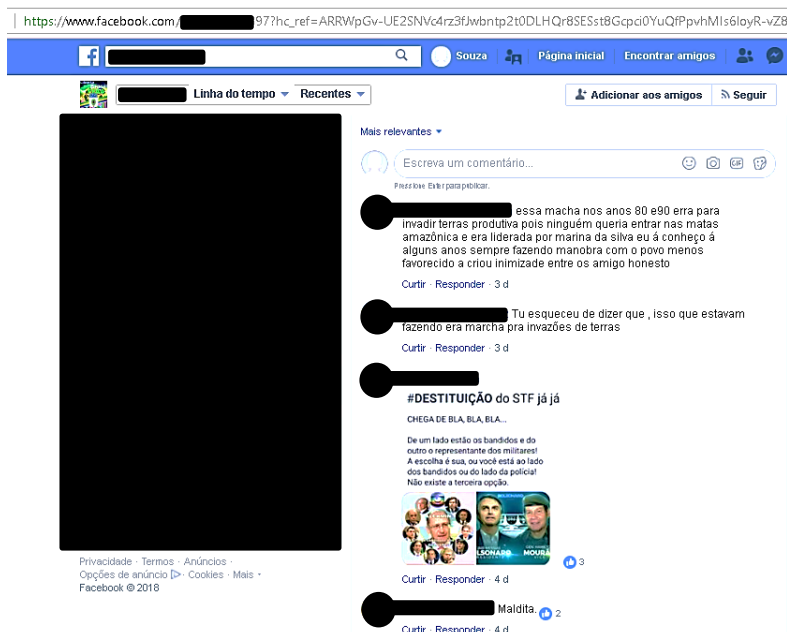 https://www.facebook.com/ 97?hc_ref=ARRWpGv-UE2SNVc4rz3fJwbntp2t0DLHQr8SESst8Gcpci0YuQfPpvhMIs6loyR-vZ8
f Souza Página inicial Encontrar amigos
Linha do tempo Recentes Adicionar aos amigos Seguir
Mais relevantes
Escreva um comentário... GIF
Pressione Enter para publicar.
essa macha nos anos 80 e90 erra para
invadir terras produtiva pois ninguém queria entrar nas matas
amazônica e era liderada por marina da silva eu á conheço á
alguns anos sempre fazendo manobra com o povo menos
favorecido a criou inimizade entre os amigo honesto
Curtir · Responder · 3 d
Tu esqueceu de dizer que , isso que estavam
fazendo era marcha pra invazões de terras
Curtir · Responder · 3 d
#DESTITUIÇÃO do STF já já
CHEGA DE BLA, BLA, BLA...
De um lado estão os bandidos e do
outro o representante dos militares!
A escolha é sua, ou você está ao lado
dos bandidos ou do lado da polícia!
Não existe a terceira opção.
LSONARO MOURÃ
3
Curtir · Responder · 4 d
Maldita. 2
Curtir · Responder · 4 d
Privacidade · Termos · Anúncios ·
Opções de anúncio · Cookies · Mais
Facebook © 2018